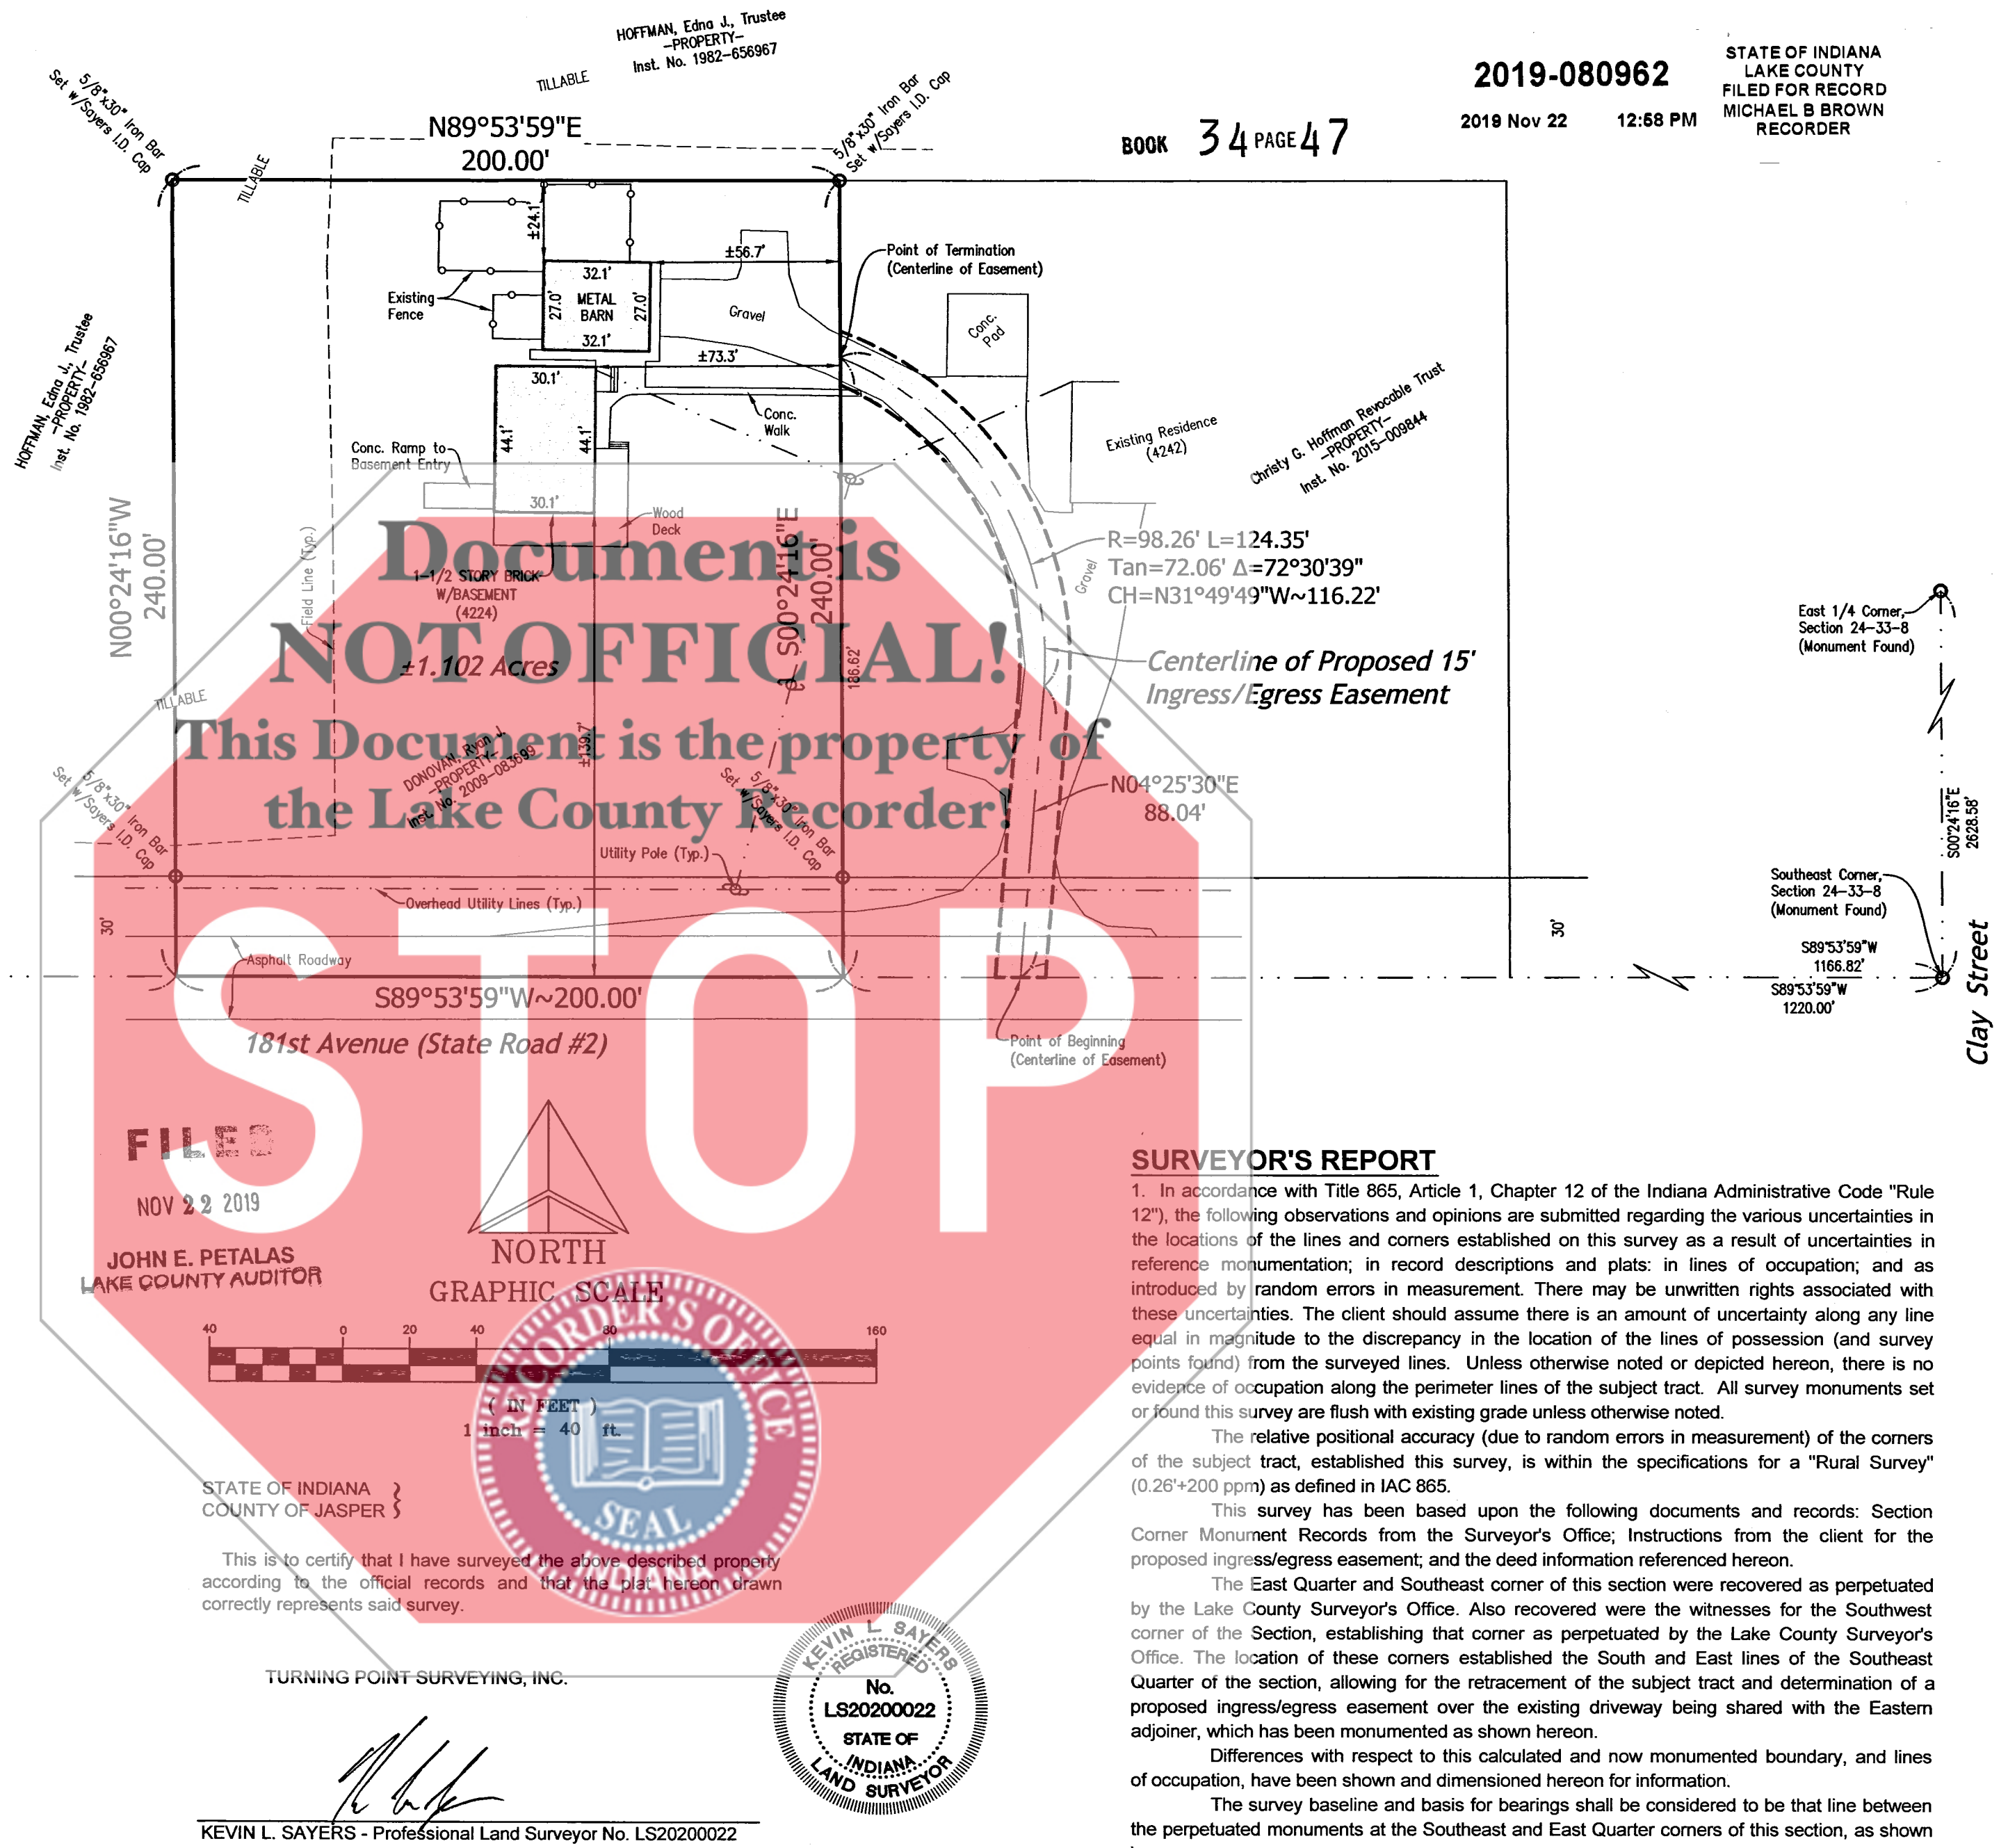 HOFFMAN, Edna J., Trustee
-PROPERTY-
Inst. No. 1982-656967
TILLABLE
2019-080962
STATE OF INDIANA
LAKE COUNTY
FILED FOR RECORD
MICHAEL B BROWN
RECORDER
2019 Nov 22 12:58 PM
BOOK 34 PAGE 47
5/8"x30" Iron Bar
Set w/Sayers I.D. Cap
5/8"x30" Iron Bar
Set w/Sayers I.D. Cap
N89°53'59"E
200.00'
TILLABLE
±24.1'
±56.7'
Point of Termination
(Centerline of Easement)
32.1'
27.0'
METAL
BARN
27.0'
32.1'
Existing
Fence
Gravel
Conc.
Pad
±73.3'
30.1'
44.1'
44.1'
30.1'
Conc.
Walk
Conc. Ramp to
Basement Entry
Wood
Deck
Existing Residence
(4242)
Christy G. Hoffman Revocable Trust
-PROPERTY-
Inst. No. 2015-009844
HOFFMAN, Edna J., Trustee
-PROPERTY-
Inst. No. 1982-656967
N00°24'16"W
240.00'
Field Line (Typ.)
S00°24'16"E
240.00'
186.62'
Document is
NOT OFFICIAL!
This Document is the property of
the Lake County Recorder!
STOP
1-1/2 STORY BRICK
W/BASEMENT
(4224)
±1.102 Acres
R=98.26' L=124.35'
Tan=72.06' Δ=72°30'39"
CH=N31°49'49"W~116.22'
Gravel
Centerline of Proposed 15'
Ingress/Egress Easement
East 1/4 Corner,
Section 24-33-8
(Monument Found)
TILLABLE
DONOVAN, Ryan J.
-PROPERTY-
Inst. No. 2009-083699
±139.7'
5/8"x30" Iron Bar
Set w/Sayers I.D. Cap
5/8"x30" Iron Bar
Set w/Sayers I.D. Cap
N04°25'30"E
88.04'
S00°24'16"E
2628.58'
Utility Pole (Typ.)
Overhead Utility Lines (Typ.)
30'
30'
Asphalt Roadway
Southeast Corner,
Section 24-33-8
(Monument Found)
S89°53'59"W
1166.82'
S89°53'59"W
1220.00'
Clay Street
S89°53'59"W~200.00'
181st Avenue (State Road #2)
Point of Beginning
(Centerline of Easement)
FILED
NOV 22 2019
JOHN E. PETALAS
LAKE COUNTY AUDITOR
NORTH
GRAPHIC SCALE
40 0 20 40 80 160
( IN FEET )
1 inch = 40 ft.
RECORDER'S OFFICE
SEAL
INDIANA
STATE OF INDIANA }
COUNTY OF JASPER }
This is to certify that I have surveyed the above described property
according to the official records and that the plat hereon drawn
correctly represents said survey.
TURNING POINT SURVEYING, INC.
KEVIN L. SAYERS
REGISTERED
No.
LS20200022
STATE OF
INDIANA
LAND SURVEYOR
KEVIN L. SAYERS - Professional Land Surveyor No. LS20200022
SURVEYOR'S REPORT
1. In accordance with Title 865, Article 1, Chapter 12 of the Indiana Administrative Code "Rule
12"), the following observations and opinions are submitted regarding the various uncertainties in
the locations of the lines and corners established on this survey as a result of uncertainties in
reference monumentation; in record descriptions and plats: in lines of occupation; and as
introduced by random errors in measurement. There may be unwritten rights associated with
these uncertainties. The client should assume there is an amount of uncertainty along any line
equal in magnitude to the discrepancy in the location of the lines of possession (and survey
points found) from the surveyed lines. Unless otherwise noted or depicted hereon, there is no
evidence of occupation along the perimeter lines of the subject tract. All survey monuments set
or found this survey are flush with existing grade unless otherwise noted.
The relative positional accuracy (due to random errors in measurement) of the corners
of the subject tract, established this survey, is within the specifications for a "Rural Survey"
(0.26'+200 ppm) as defined in IAC 865.
This survey has been based upon the following documents and records: Section
Corner Monument Records from the Surveyor's Office; Instructions from the client for the
proposed ingress/egress easement; and the deed information referenced hereon.
The East Quarter and Southeast corner of this section were recovered as perpetuated
by the Lake County Surveyor's Office. Also recovered were the witnesses for the Southwest
corner of the Section, establishing that corner as perpetuated by the Lake County Surveyor's
Office. The location of these corners established the South and East lines of the Southeast
Quarter of the section, allowing for the retracement of the subject tract and determination of a
proposed ingress/egress easement over the existing driveway being shared with the Eastern
adjoiner, which has been monumented as shown hereon.
Differences with respect to this calculated and now monumented boundary, and lines
of occupation, have been shown and dimensioned hereon for information.
The survey baseline and basis for bearings shall be considered to be that line between
the perpetuated monuments at the Southeast and East Quarter corners of this section, as shown